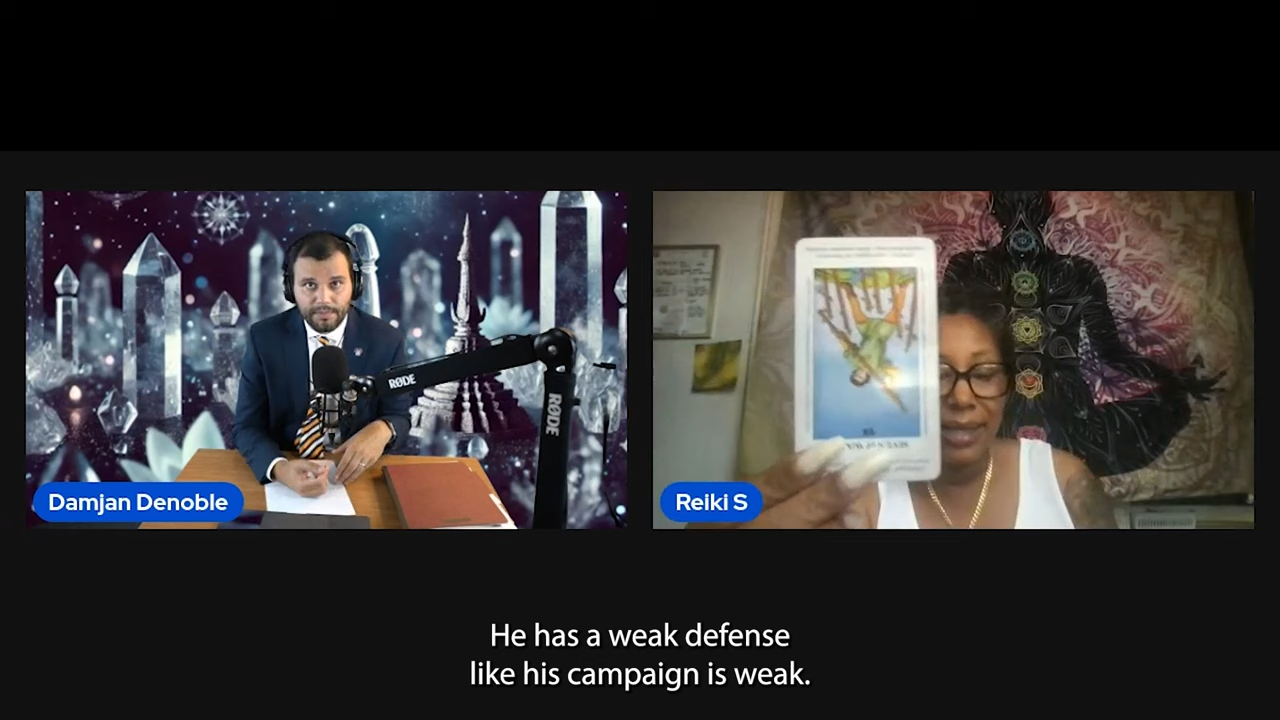 RØDE
RØDE
Damjan Denoble
Reiki S
He has a weak defense
like his campaign is weak.